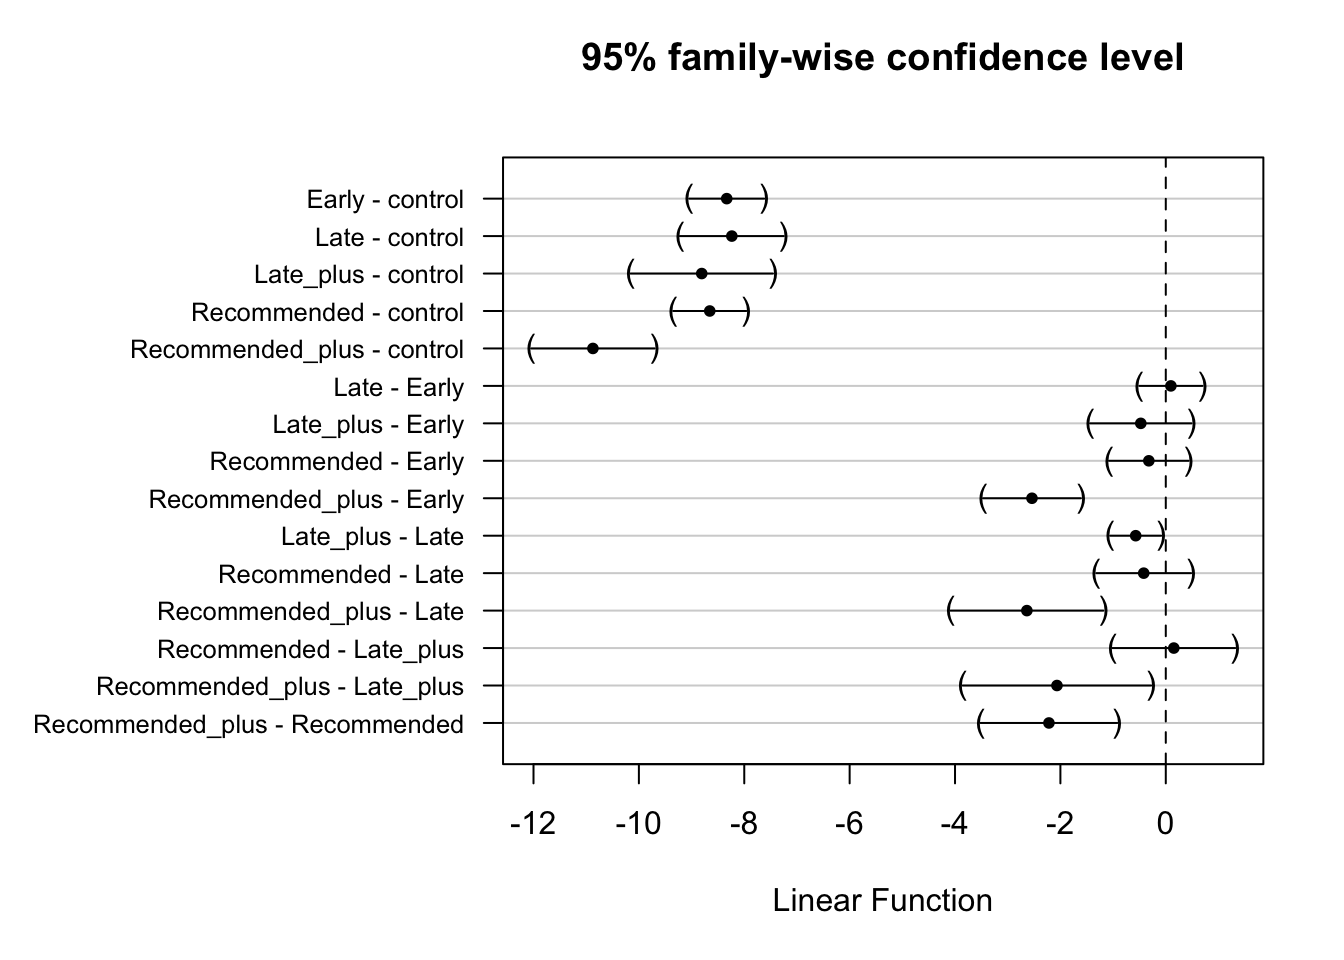 95% family-wise confidence level
Early - control
Late - control
Late_plus - control
Recommended - control
Recommended_plus - control
Late - Early
Late_plus - Early
Recommended - Early
Recommended_plus - Early
Late_plus - Late
Recommended - Late
Recommended_plus - Late
Recommended - Late_plus
Recommended_plus - Late_plus
Recommended_plus - Recommended
-12 -10 -8 -6 -4 -2 0
Linear Function